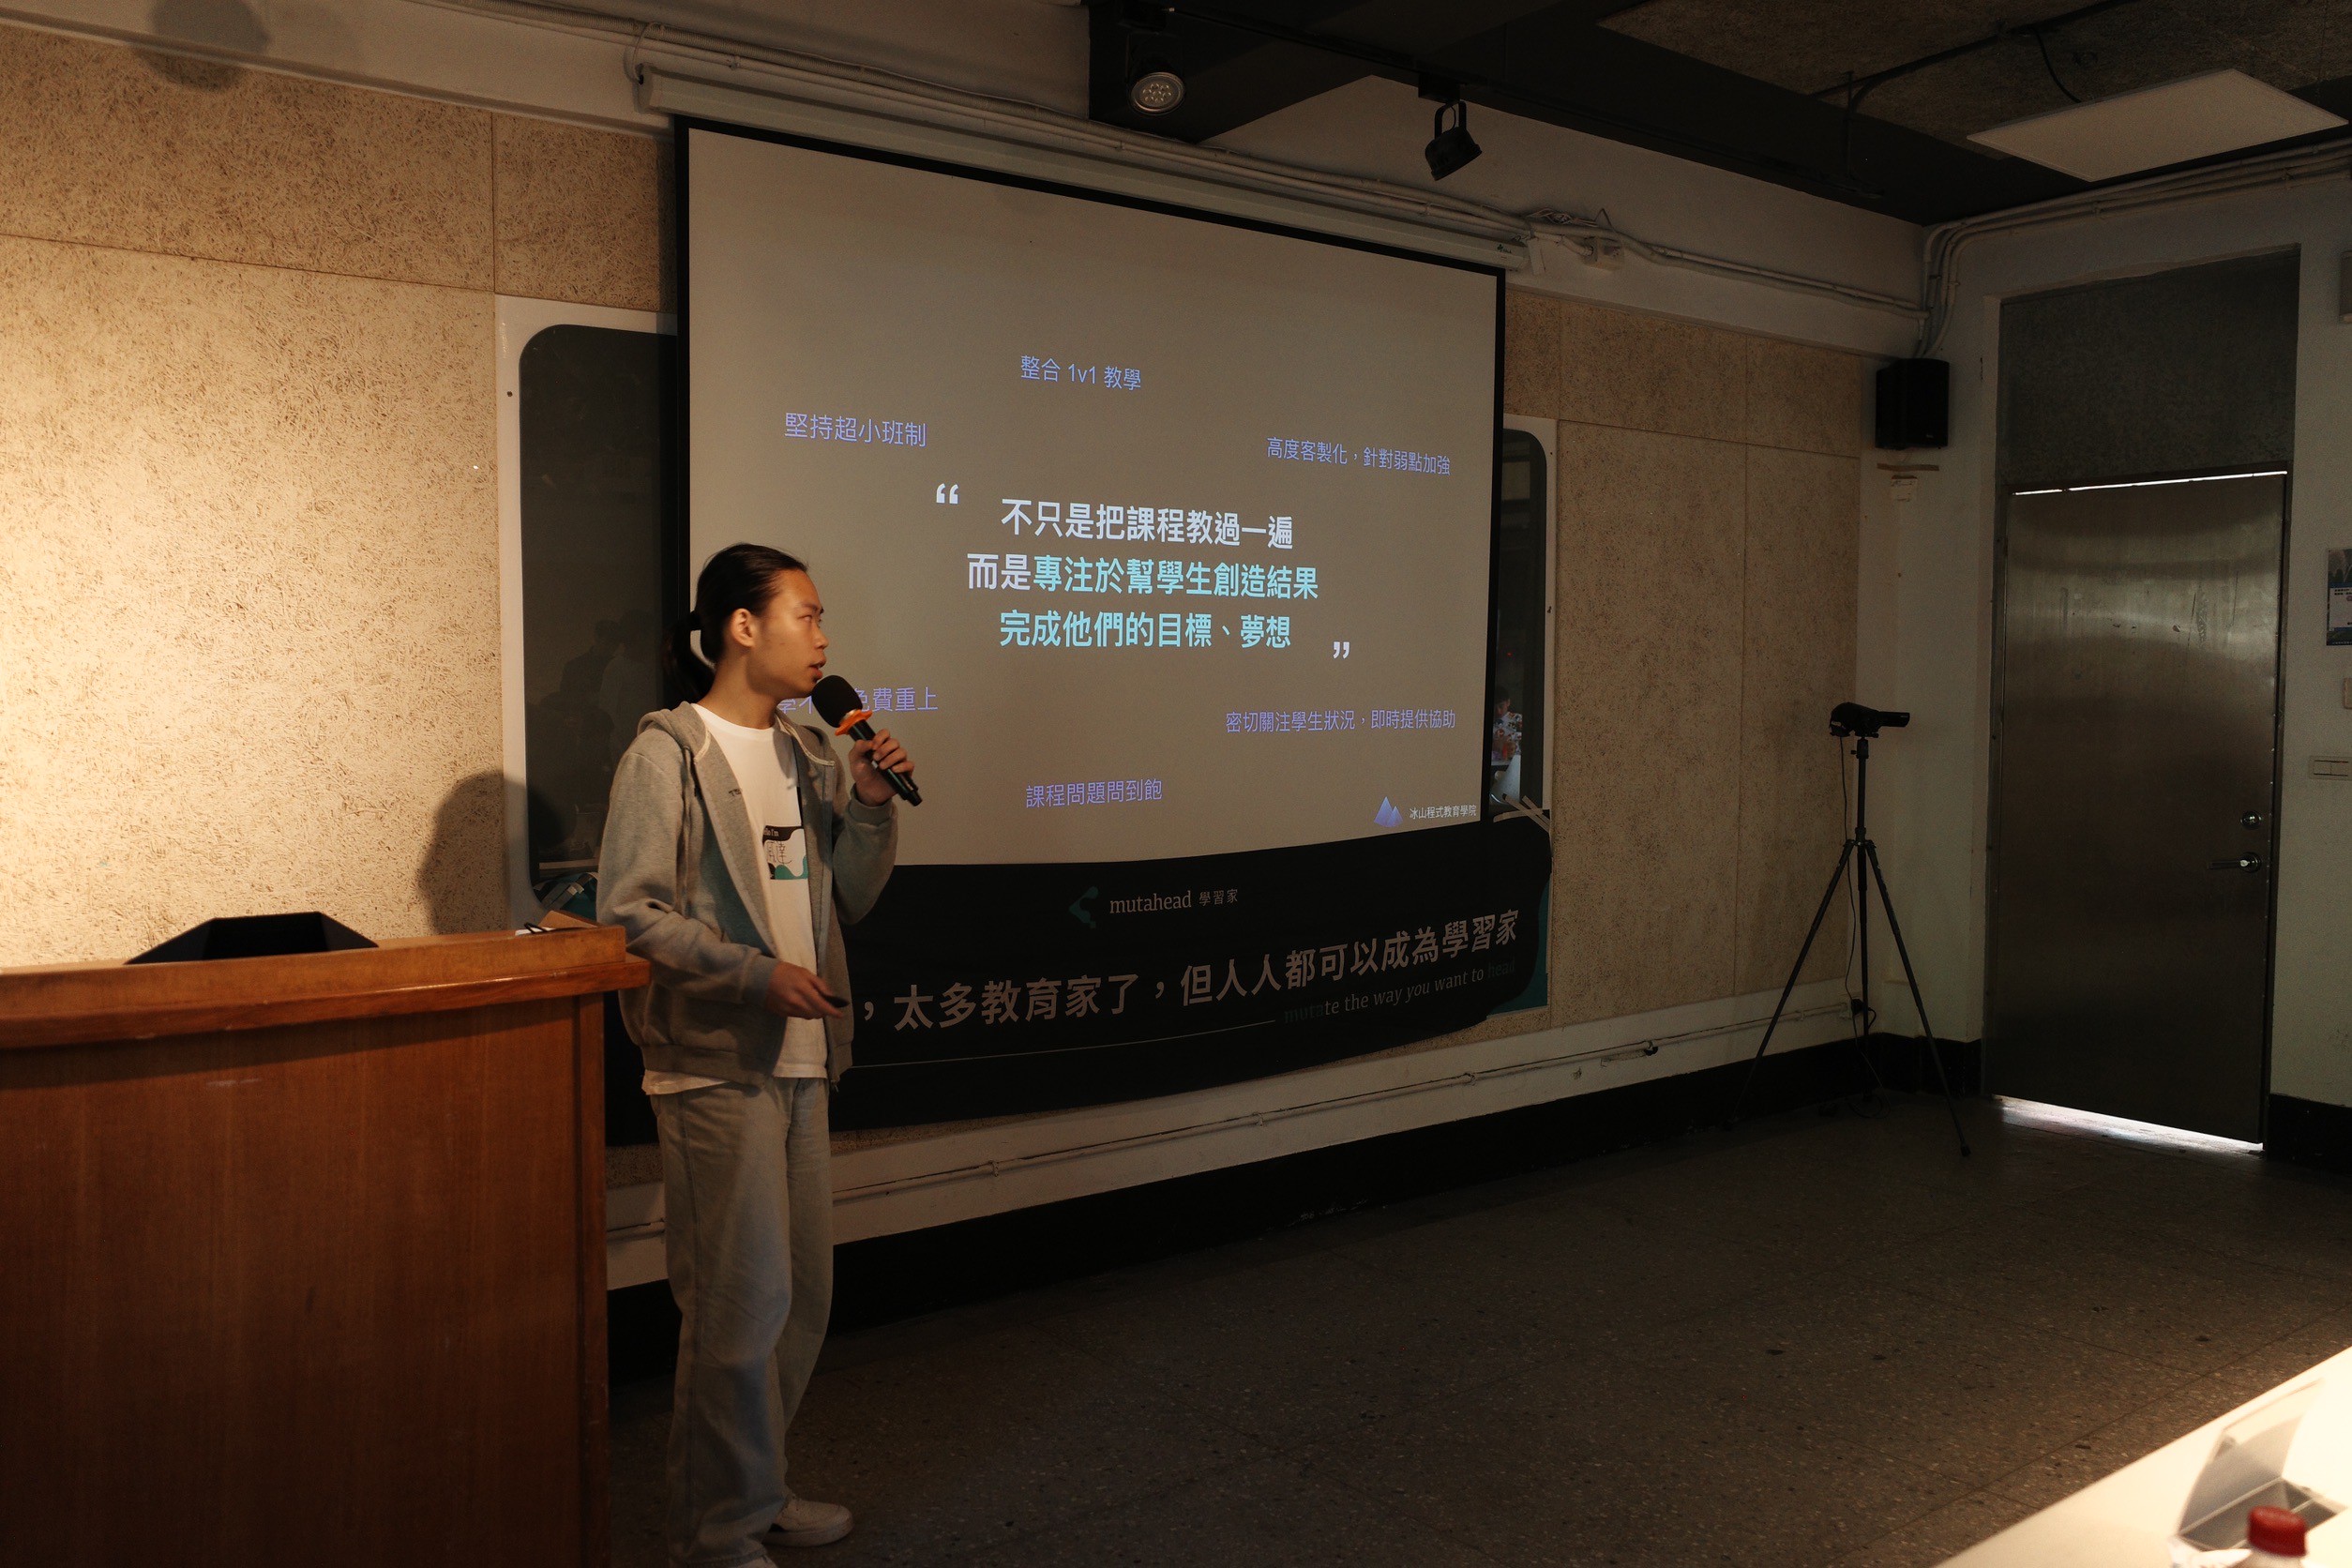 整合 1v1 教學
堅持超小班制
高度客製化，針對弱點加強
“ 不只是把課程教過一遍
而是專注於幫學生創造結果
完成他們的目標、夢想 ”
費重上
密切關注學生狀況，即時提供協助
課程問題問到飽
冰山程式教育學院
mutahead 學習家
，太多教育家了，但人人都可以成為學習家
mutate the way you want to head